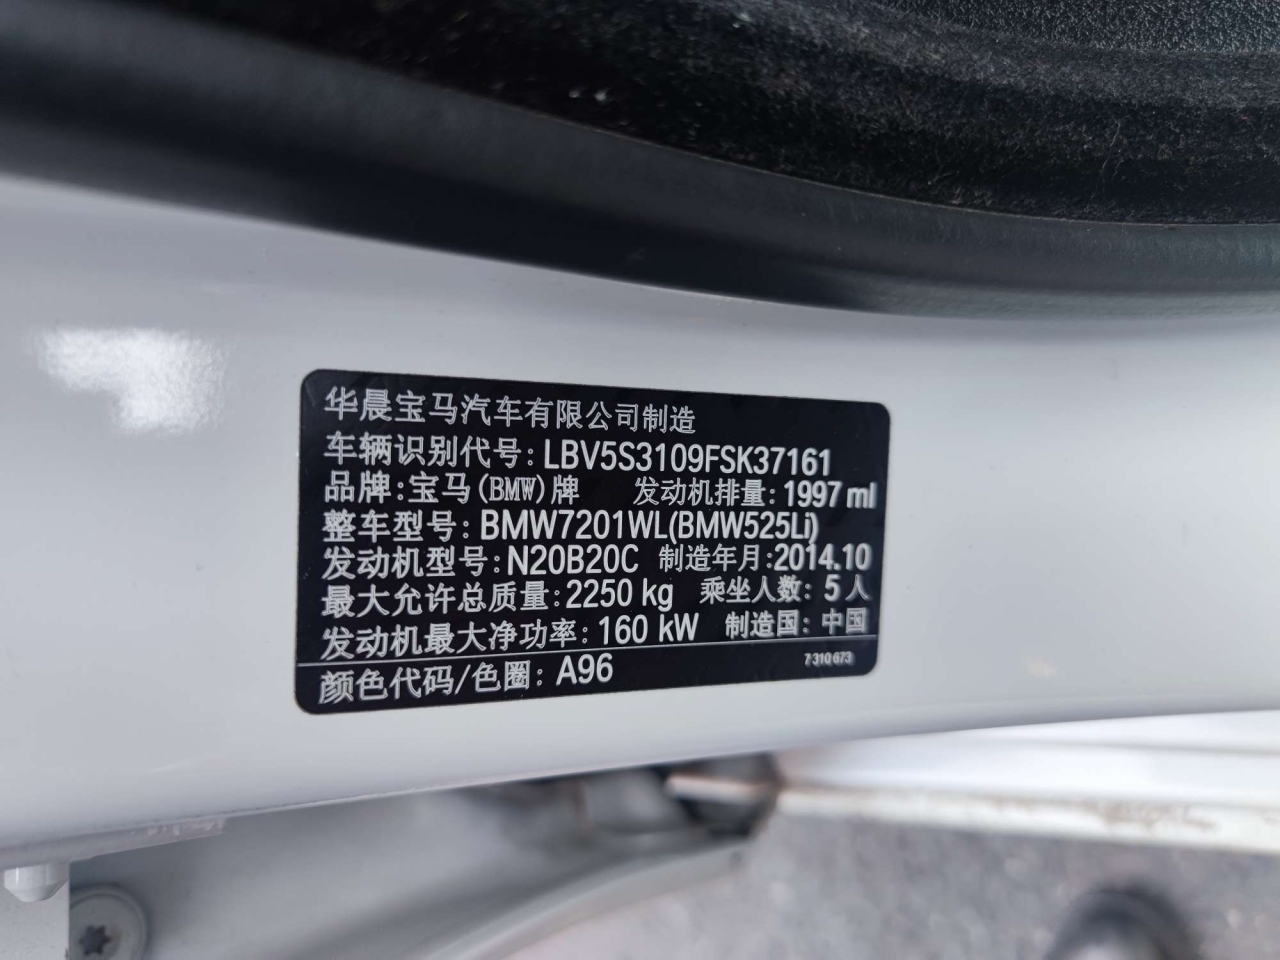 华晨宝马汽车有限公司制造
车辆识别代号: LBV5S3109FSK37161
品牌: 宝马(BMW)牌 发动机排量: 1997 ml
整车型号: BMW7201WL(BMW525Li)
发动机型号: N20B20C 制造年月: 2014.10
最大允许总质量: 2250 kg 乘坐人数: 5 人
发动机最大净功率: 160 kW 制造国: 中国
颜色代码/色圈: A96 7 310 673